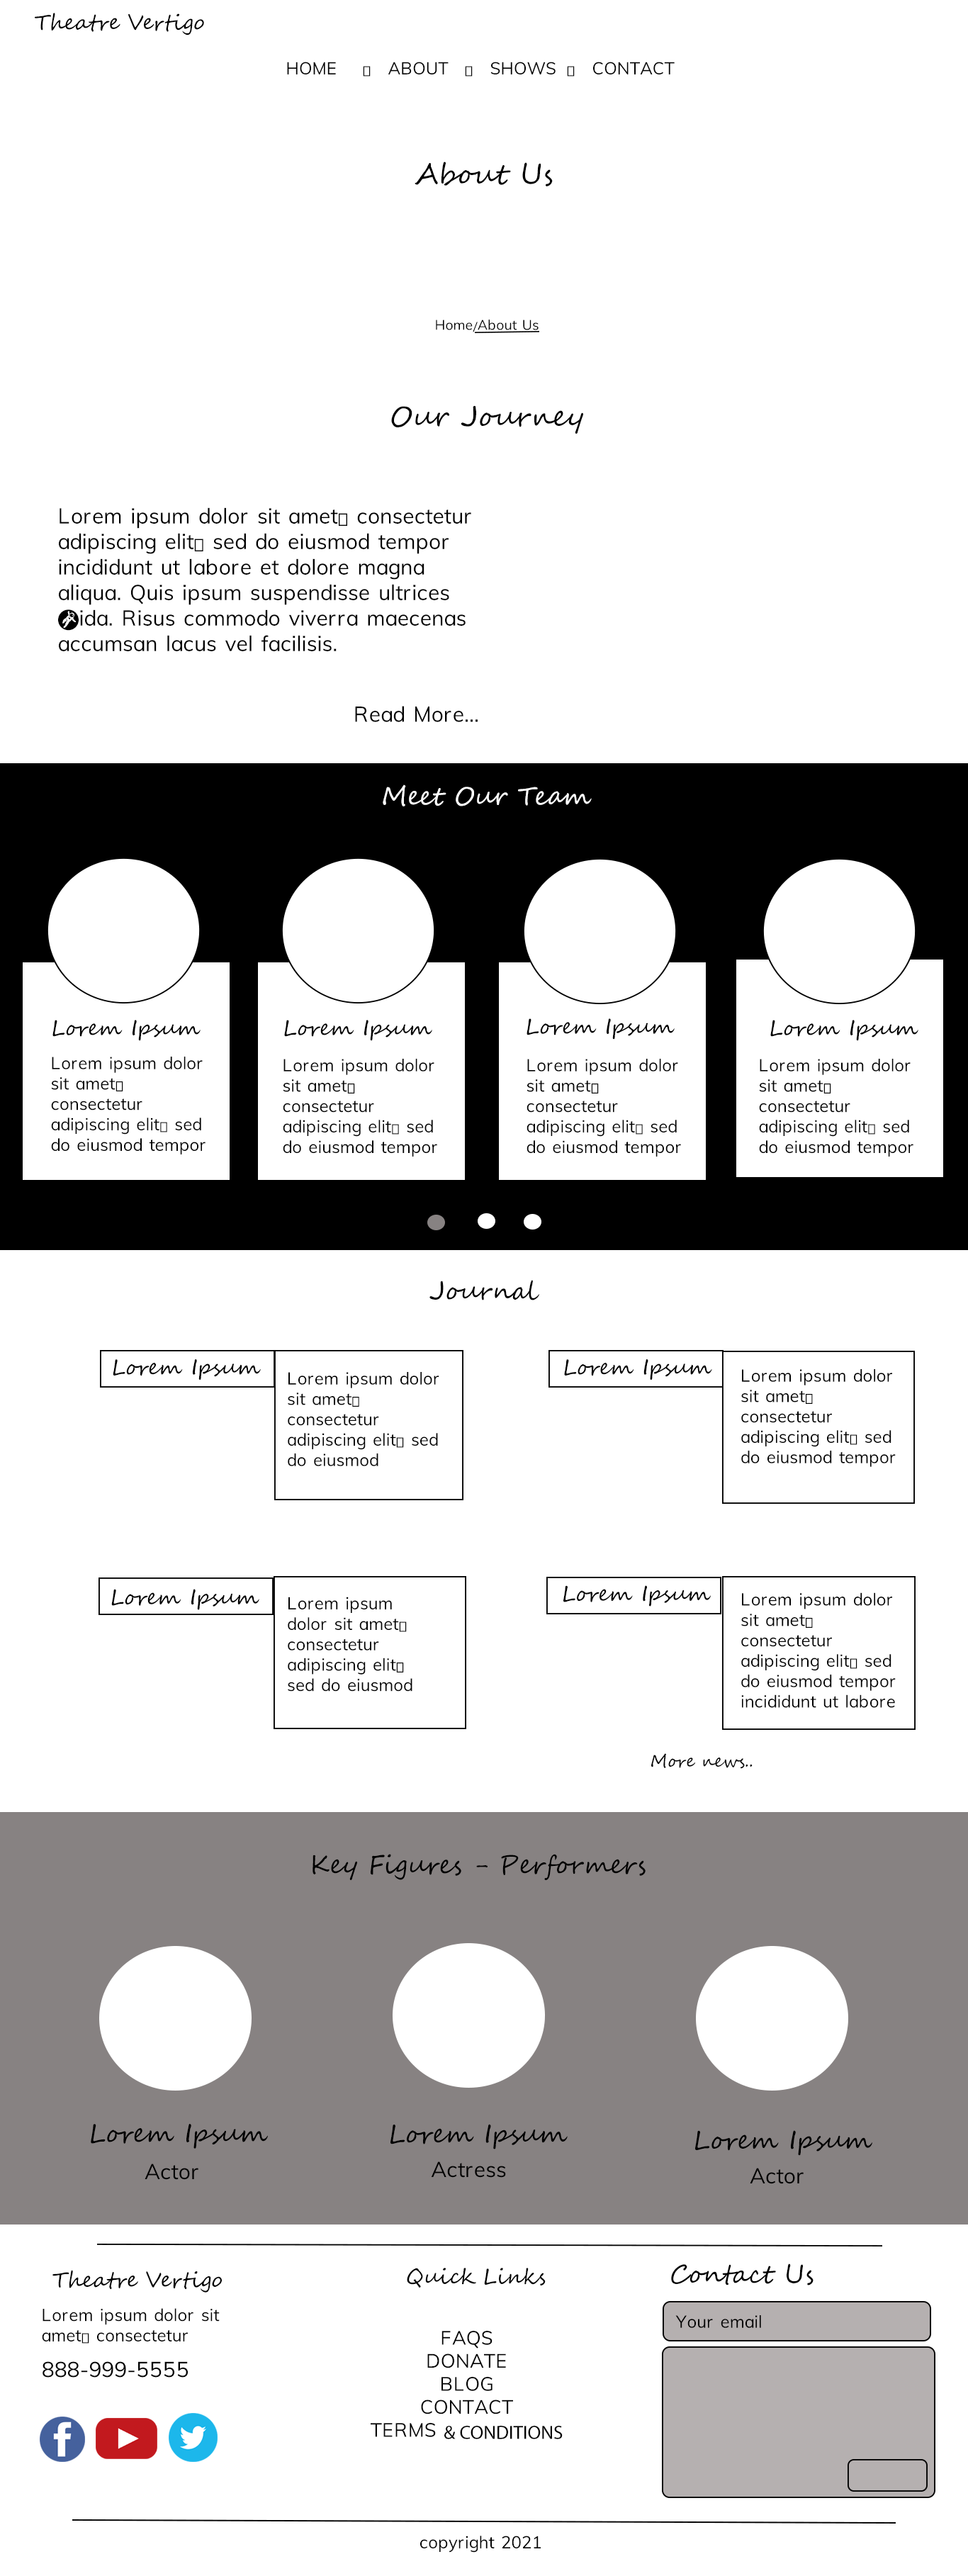 Theatre Vertigo
HOME ▯ ABOUT ▯ SHOWS ▯ CONTACT
About Us
Home/About Us
Our Journey
Lorem ipsum dolor sit amet▯ consectetur
adipiscing elit▯ sed do eiusmod tempor
incididunt ut labore et dolore magna
aliqua. Quis ipsum suspendisse ultrices
ida. Risus commodo viverra maecenas
accumsan lacus vel facilisis.
Read More...
Meet Our Team
Lorem Ipsum
Lorem ipsum dolor
sit amet▯
consectetur
adipiscing elit▯ sed
do eiusmod tempor
Lorem Ipsum
Lorem ipsum dolor
sit amet▯
consectetur
adipiscing elit▯ sed
do eiusmod tempor
Lorem Ipsum
Lorem ipsum dolor
sit amet▯
consectetur
adipiscing elit▯ sed
do eiusmod tempor
Lorem Ipsum
Lorem ipsum dolor
sit amet▯
consectetur
adipiscing elit▯ sed
do eiusmod tempor
Journal
Lorem Ipsum
Lorem ipsum dolor
sit amet▯
consectetur
adipiscing elit▯ sed
do eiusmod
Lorem Ipsum
Lorem ipsum dolor
sit amet▯
consectetur
adipiscing elit▯ sed
do eiusmod tempor
Lorem Ipsum
Lorem ipsum
dolor sit amet▯
consectetur
adipiscing elit▯
sed do eiusmod
Lorem Ipsum
Lorem ipsum dolor
sit amet▯
consectetur
adipiscing elit▯ sed
do eiusmod tempor
incididunt ut labore
More news..
Key Figures - Performers
Lorem Ipsum
Actor
Lorem Ipsum
Actress
Lorem Ipsum
Actor
Theatre Vertigo
Lorem ipsum dolor sit
amet▯ consectetur
888-999-5555
Quick Links
FAQS
DONATE
BLOG
CONTACT
TERMS & CONDITIONS
Contact Us
Your email
copyright 2021